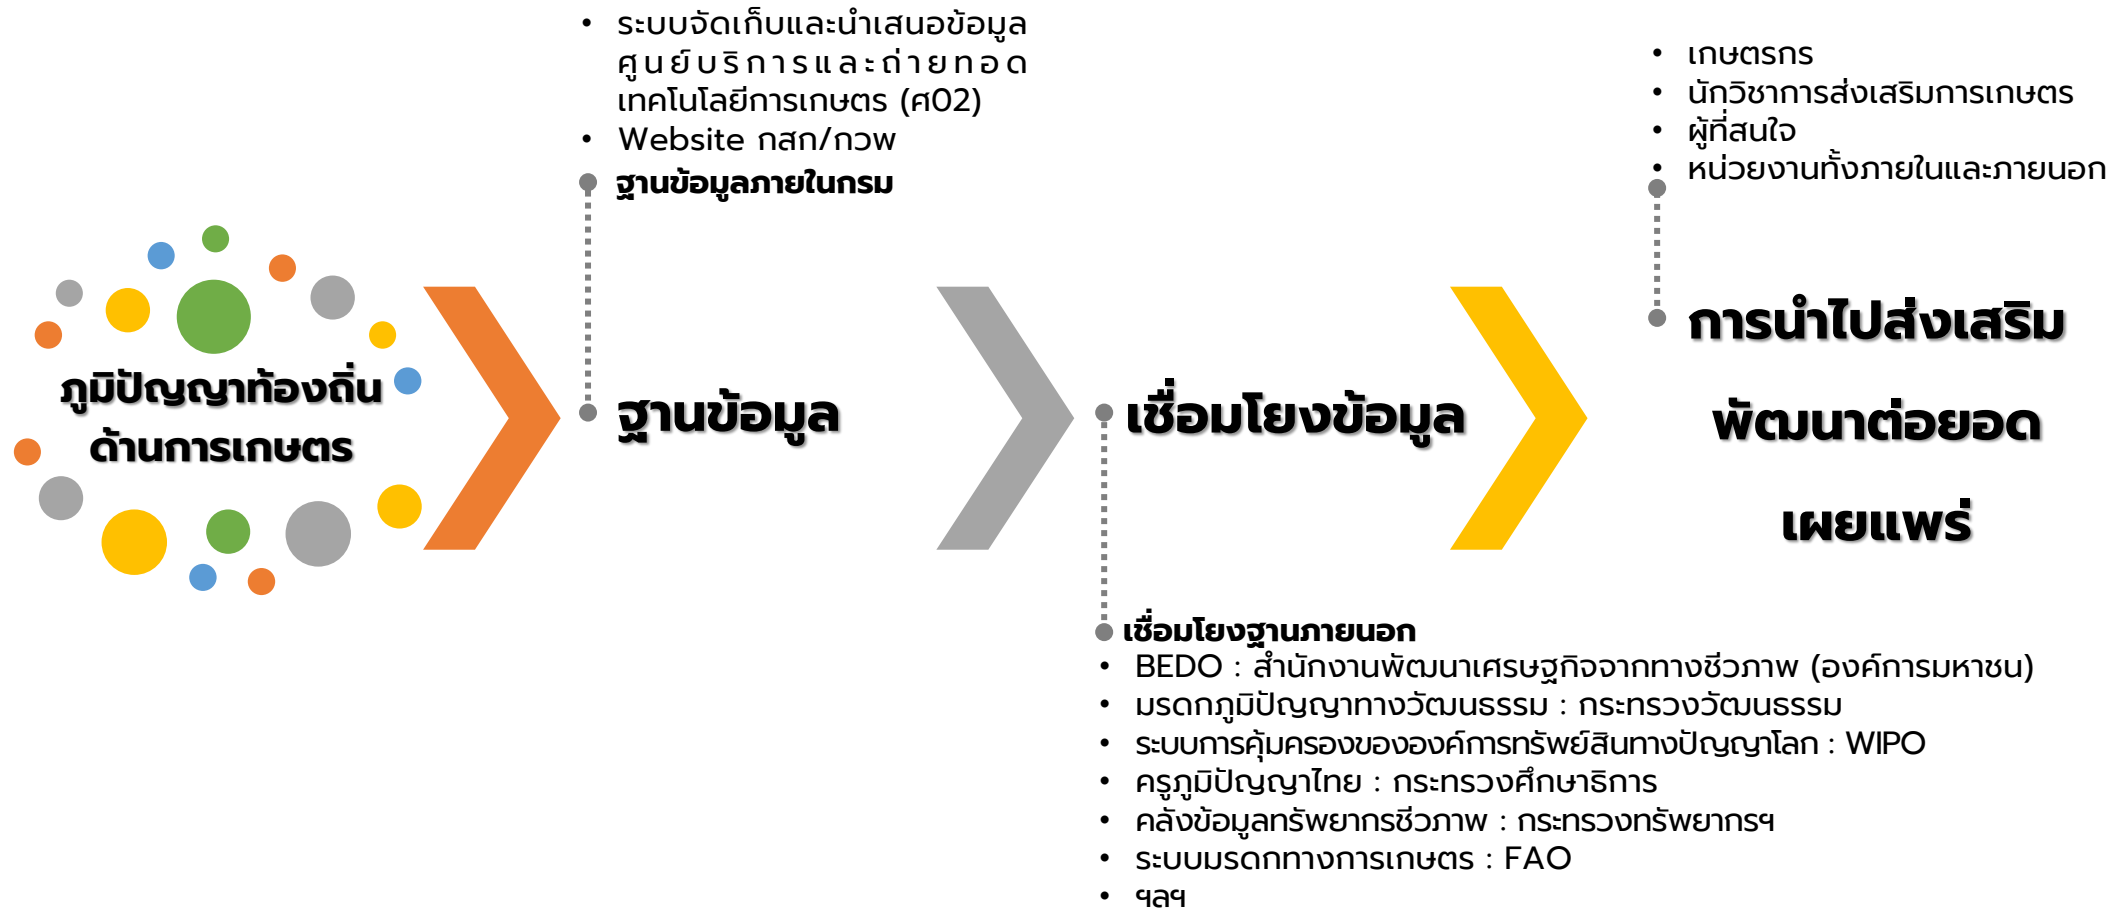 ภูมิปัญญาท้องถิ่น
ด้านการเกษตร
• ระบบจัดเก็บและนำเสนอข้อมูล
ศูนย์บริการและถ่ายทอด
เทคโนโลยีการเกษตร (ศ02)
• Website กสก/กวพ
ฐานข้อมูลภายในกรม
ฐานข้อมูล
เชื่อมโยงข้อมูล
เชื่อมโยงฐานภายนอก
• BEDO : สำนักงานพัฒนาเศรษฐกิจจากทางชีวภาพ (องค์การมหาชน)
• มรดกภูมิปัญญาทางวัฒนธรรม : กระทรวงวัฒนธรรม
• ระบบการคุ้มครองขององค์การทรัพย์สินทางปัญญาโลก : WIPO
• ครูภูมิปัญญาไทย : กระทรวงศึกษาธิการ
• คลังข้อมูลทรัพยากรชีวภาพ : กระทรวงทรัพยากรฯ
• ระบบมรดกทางการเกษตร : FAO
• ฯลฯ
• เกษตรกร
• นักวิชาการส่งเสริมการเกษตร
• ผู้ที่สนใจ
• หน่วยงานทั้งภายในและภายนอก
การนำไปส่งเสริม
พัฒนาต่อยอด
เผยแพร่